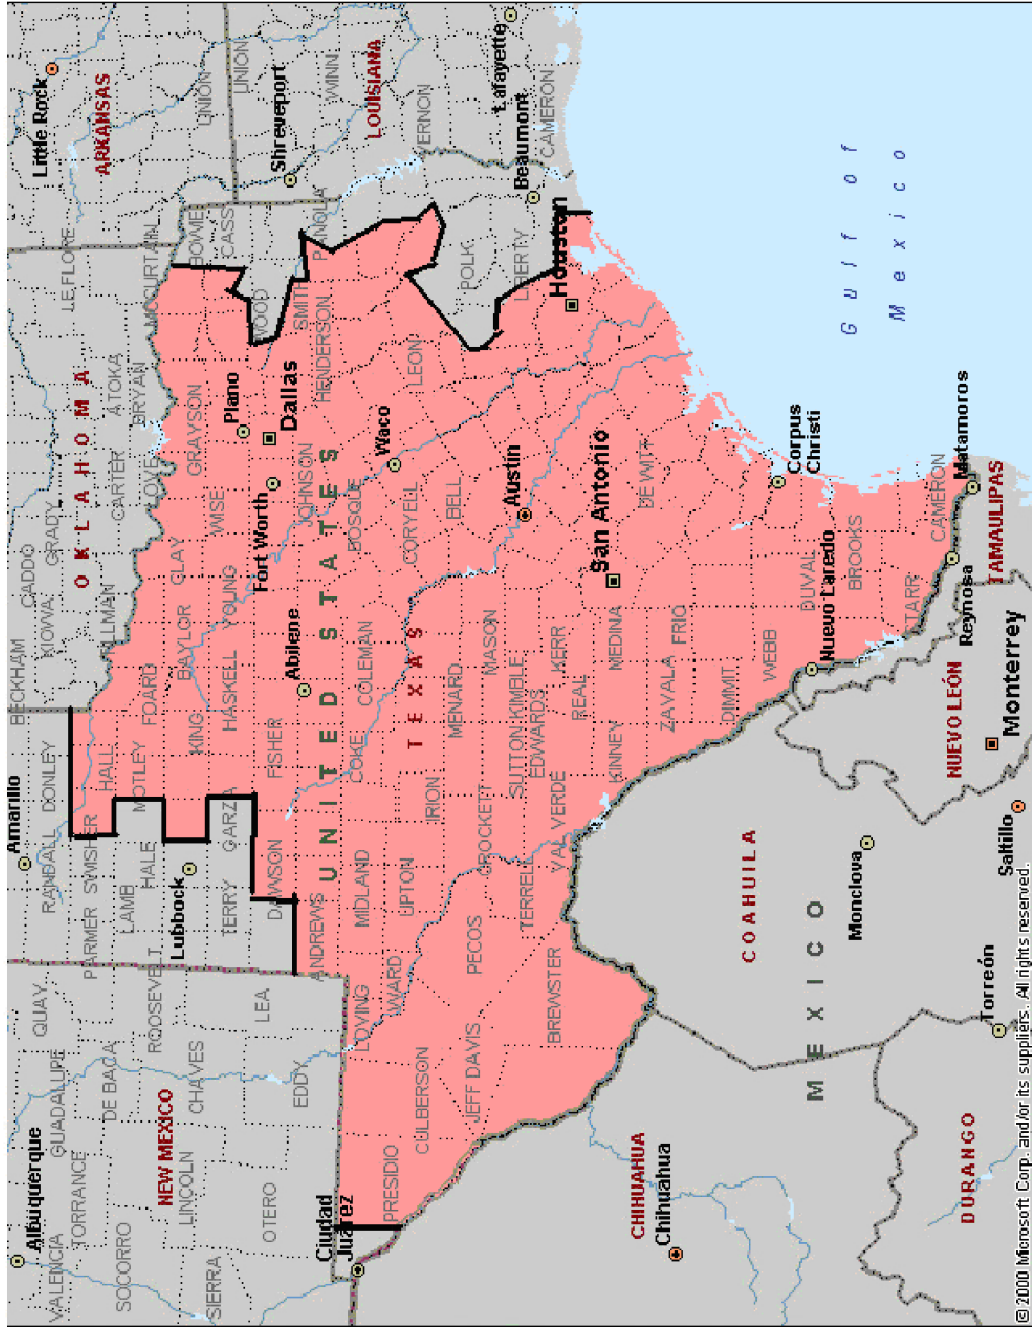 Albuquerque
Amarillo
BECKHAM
CADDO
Little Rock
VALENCIA
GUADALUPE
QUAY
RANDALL
DONLEY
KIOWA
GRADY
LE FLORE
TORRANCE
PARMER
SWISHER
OKLAHOMA
ARKANSAS
SOCORRO
DE BACA
LAMB
HALL
CARTER
ATOKA
NEW MEXICO
ROOSEVELT
HALE
MOTLEY
FOARD
LOVE
BRYAN
MCCURTAIN
LINCOLN
CHAVES
Lubbock
KING
BAYLOR
CLAY
GRAYSON
BOWIE
UNION
SIERRA
TERRY
GARZA
HASKELL
YOUNG
WISE
Plano
CASS
UNION
OTERO
LEA
DAWSON
FISHER
Fort Worth
Dallas
WOOD
Shreveport
EDDY
Abilene
JOHNSON
SMITH
Ciudad
Juárez
ANDREWS
UNITED STATES
HENDERSON
PANOLA
WINN
LOVING
MIDLAND
COKE
COLEMAN
BOSQUE
Waco
LOUISIANA
PRESIDIO
WARD
UPTON
TEXAS
CORYELL
LEON
CULBERSON
IRION
MENARD
BELL
VERNON
JEFF DAVIS
PECOS
CROCKETT
MASON
POLK
Lafayette
TERRELL
SUTTON
KIMBLE
Austin
LIBERTY
Beaumont
BREWSTER
VAL VERDE
EDWARDS
KERR
Houston
CAMERON
REAL
San Antonio
KINNEY
MEDINA
DEWITT
CHIHUAHUA
Chihuahua
ZAVALA
FRIO
DIMMIT
WEBB
Corpus
Christi
COAHUILA
DUVAL
MEXICO
Nuevo Laredo
BROOKS
Gulf of
Mexico
Monclova
STARR
CAMERON
DURANGO
NUEVO LEÓN
Reynosa
Matamoros
TAMAULIPAS
Torreón
Saltillo
Monterrey
© 2000 Microsoft Corp. and/or its suppliers. All rights reserved.